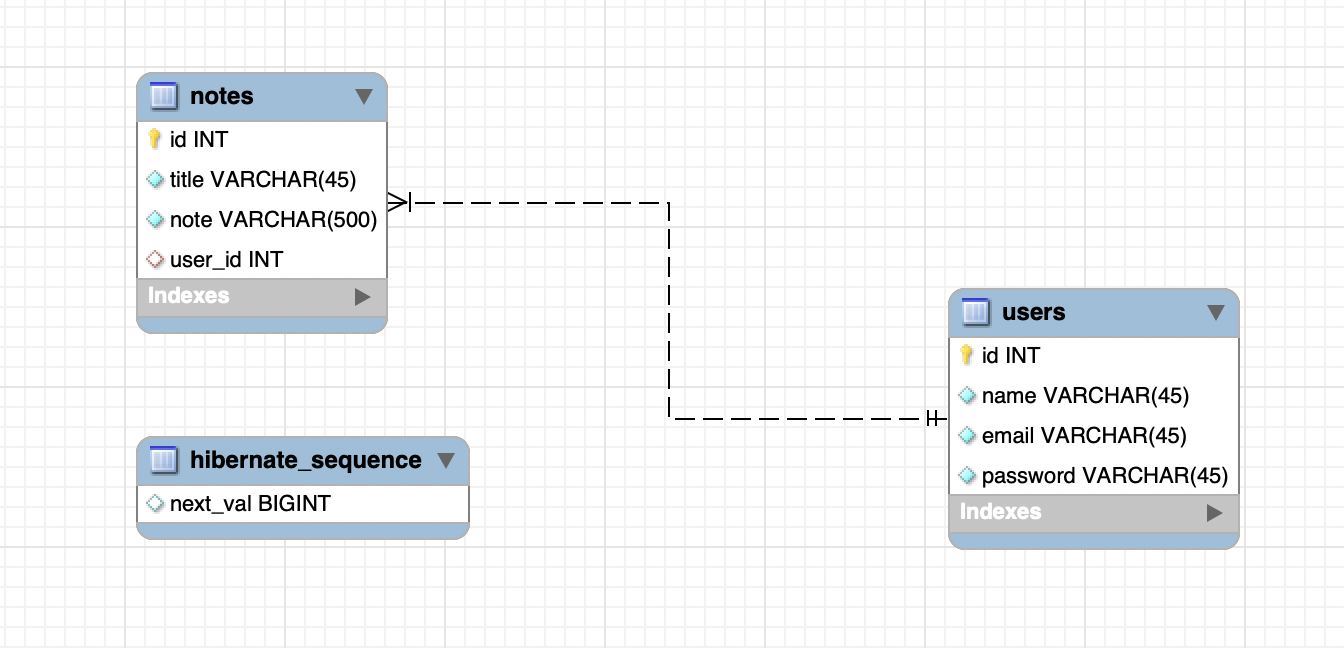 notes
id INT
title VARCHAR(45)
note VARCHAR(500)
user_id INT
Indexes
hibernate_sequence
next_val BIGINT
users
id INT
name VARCHAR(45)
email VARCHAR(45)
password VARCHAR(45)
Indexes